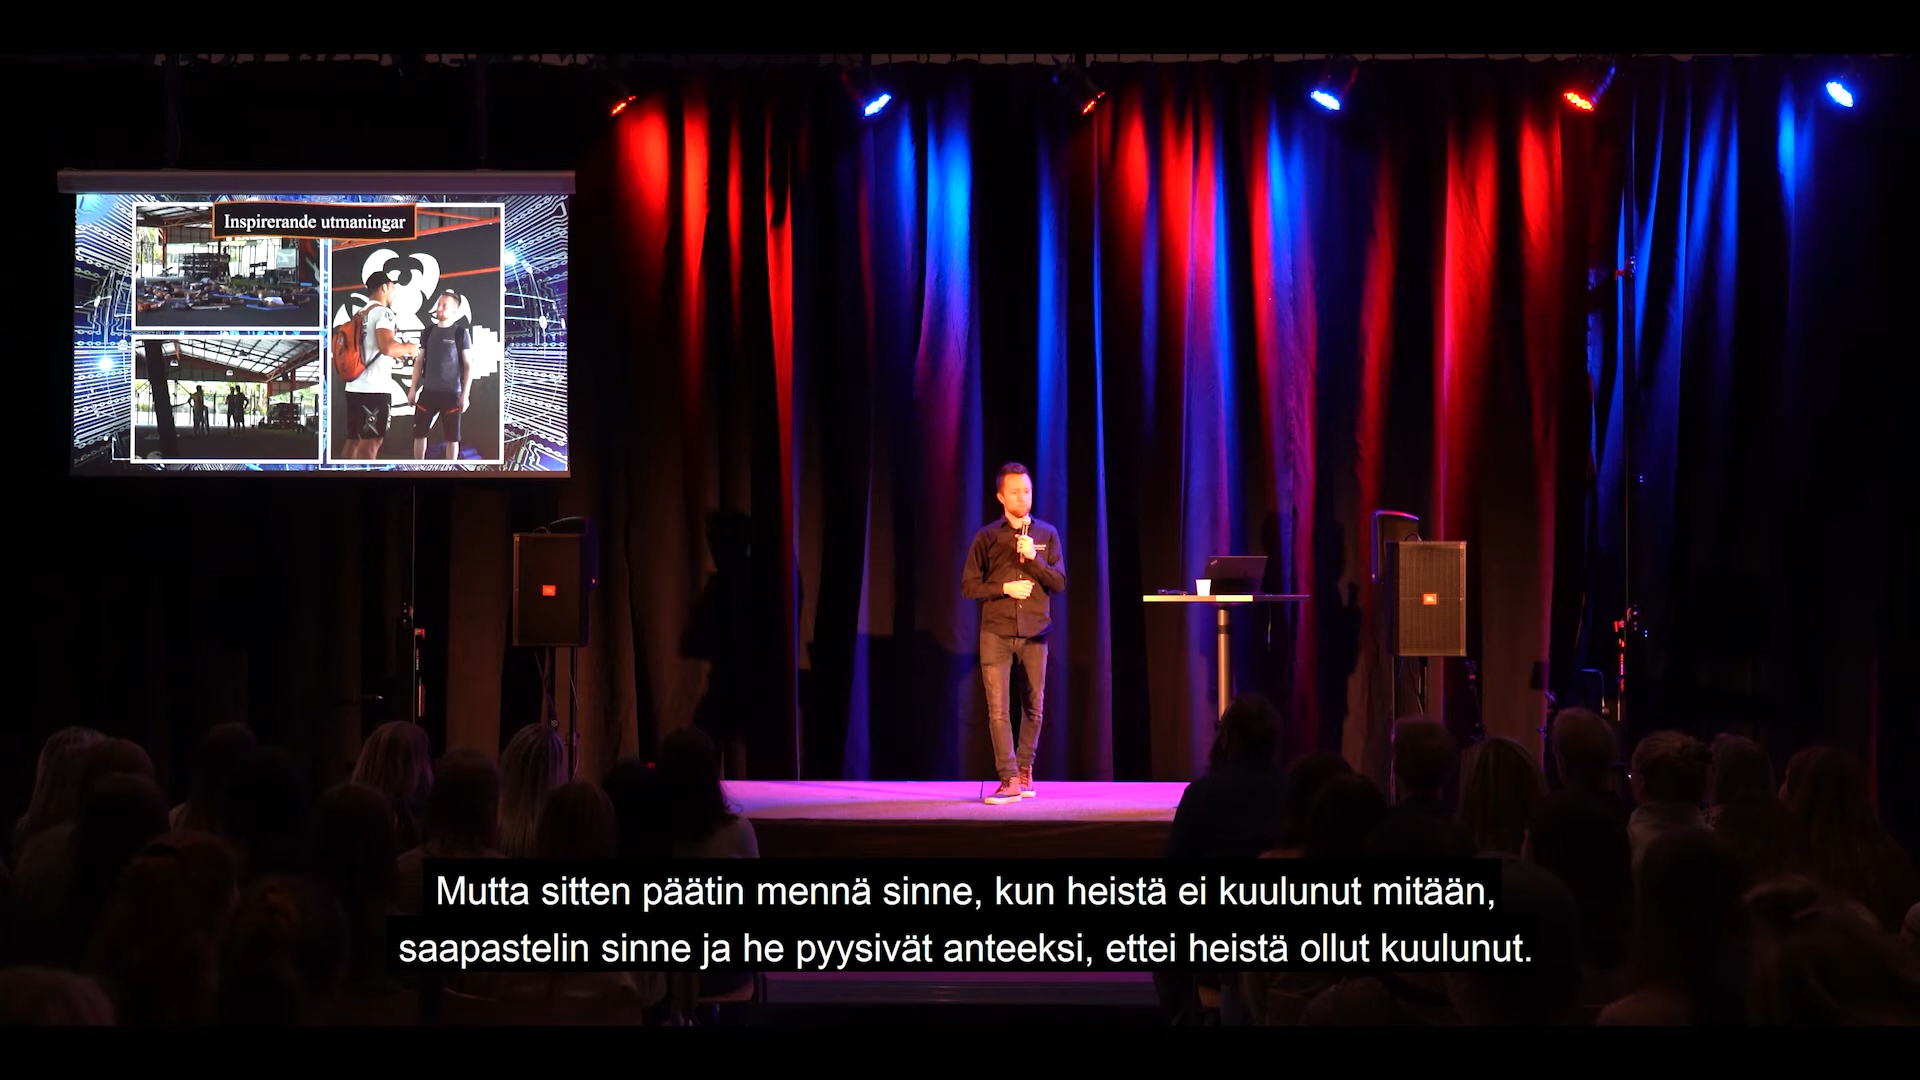 Inspirerande utmaningar
Mutta sitten päätin mennä sinne, kun heistä ei kuulunut mitään,
saapastelin sinne ja he pyysivät anteeksi, ettei heistä ollut kuulunut.